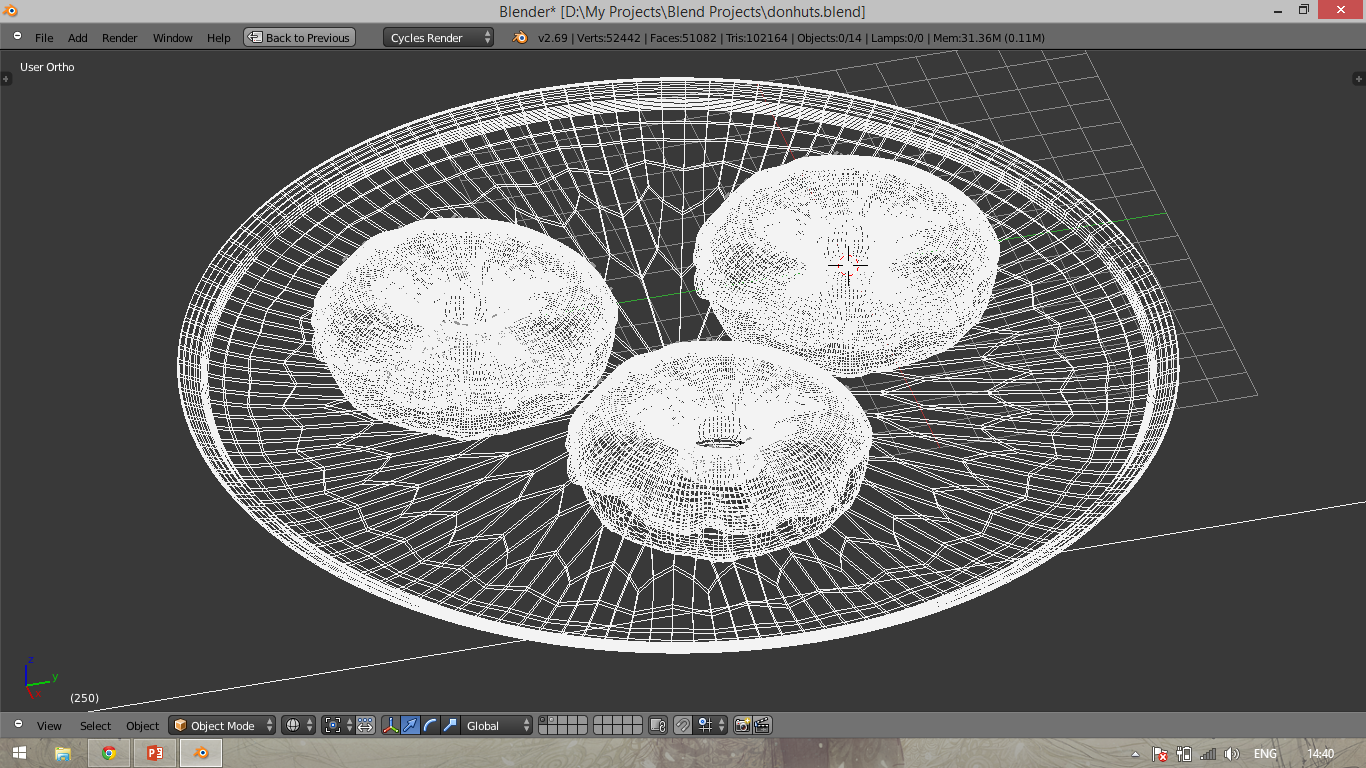 Blender* [D:\My Projects\Blend Projects\donhuts.blend]
File Add Render Window Help Back to Previous Cycles Render v2.69 | Verts:52442 | Faces:51082 | Tris:102164 | Objects:0/14 | Lamps:0/0 | Mem:31.36M (0.11M)
User Ortho
z
y
x
(250)
View Select Object Object Mode Global
ENG 14:40